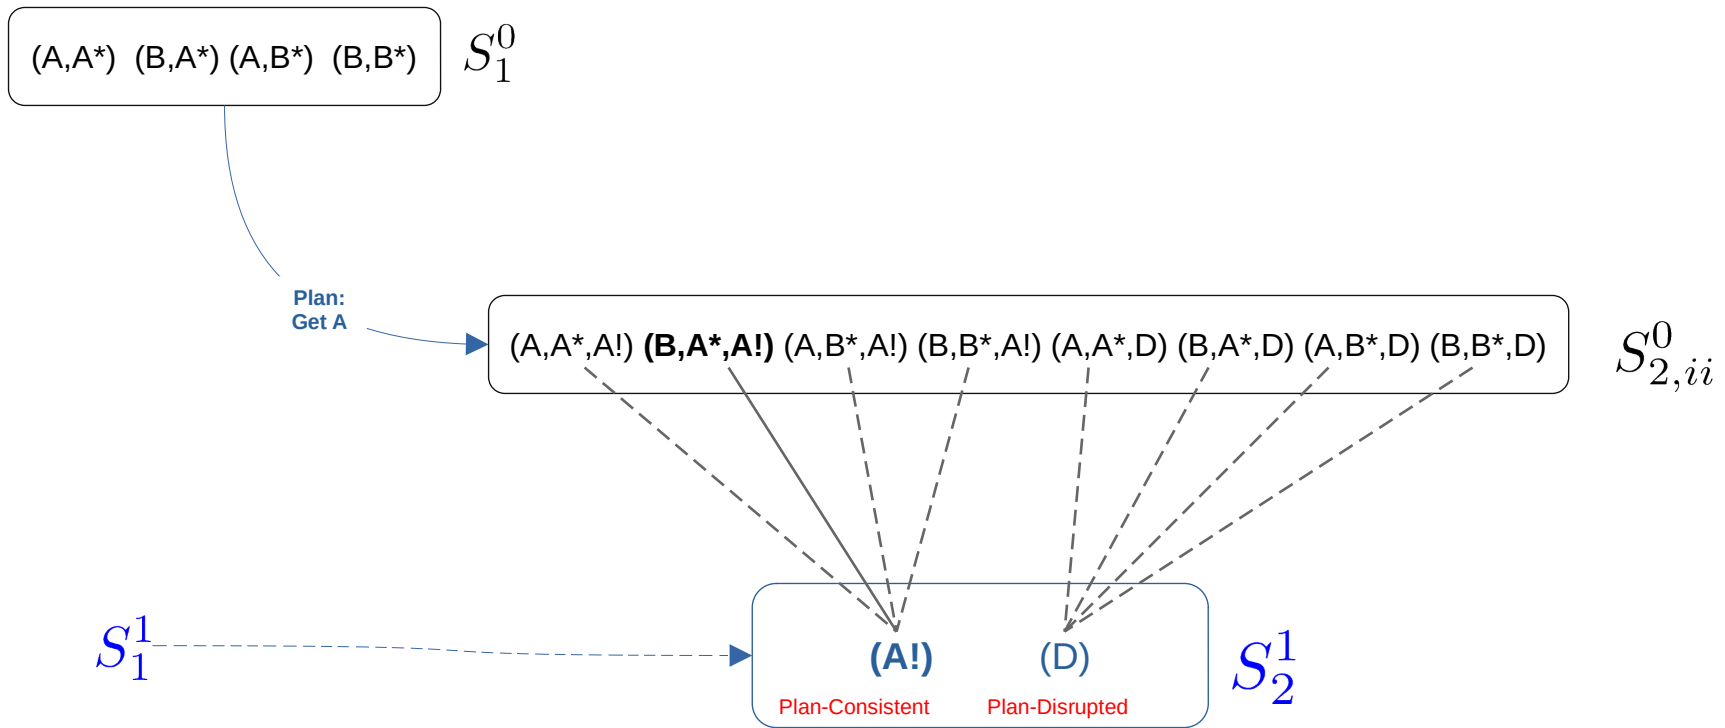 (A,A*) (B,A*) (A,B*) (B,B*) S_1^0
Plan:
Get A
(A,A*,A!) (B,A*,A!) (A,B*,A!) (B,B*,A!) (A,A*,D) (B,A*,D) (A,B*,D) (B,B*,D) S_{2,ii}^0
S_1^1
(A!) (D) S_2^1
Plan-Consistent Plan-Disrupted